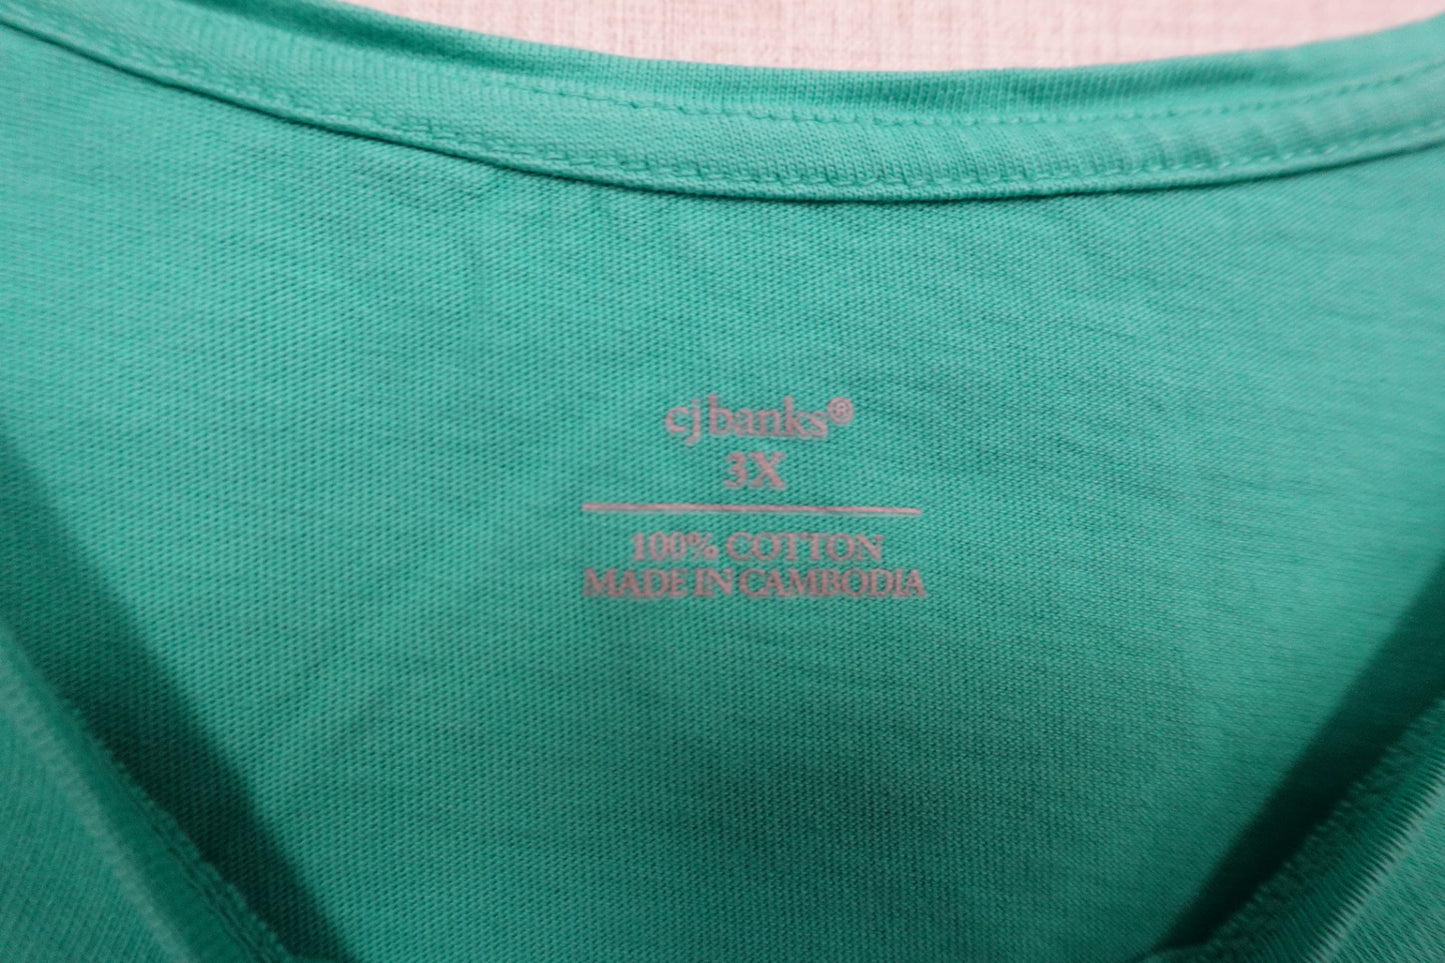 cj banks®
3X
100% COTTON
MADE IN CAMBODIA